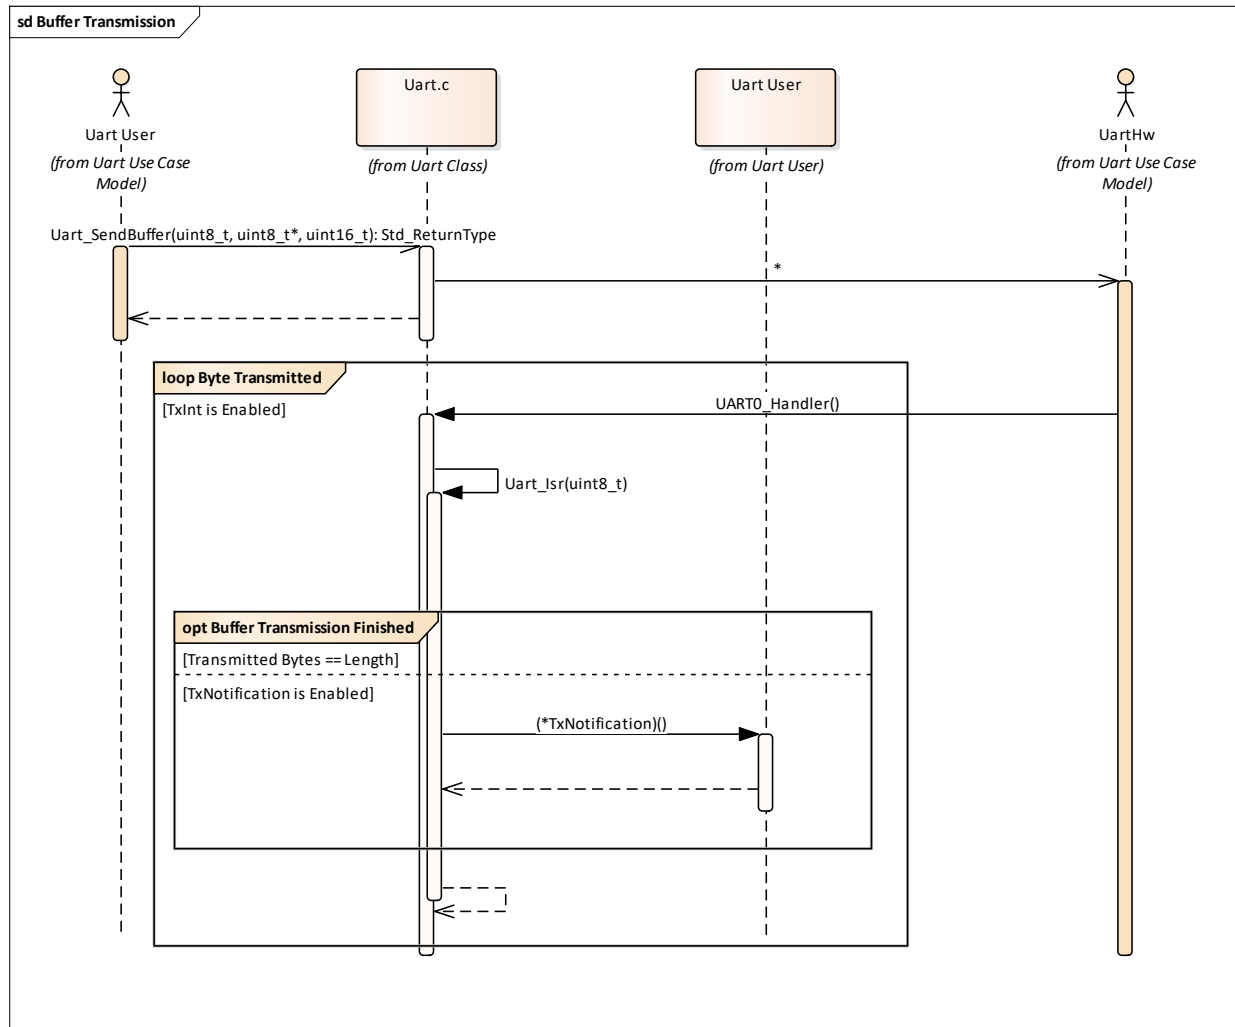 sd Buffer Transmission
Uart User
(from Uart Use Case
Model)
Uart.c
(from Uart Class)
Uart User
(from Uart User)
UartHw
(from Uart Use Case
Model)
Uart_SendBuffer(uint8_t, uint8_t*, uint16_t): Std_ReturnType
*
loop Byte Transmitted
[TxInt is Enabled]
UART0_Handler()
Uart_Isr(uint8_t)
opt Buffer Transmission Finished
[Transmitted Bytes == Length]
[TxNotification is Enabled]
(*TxNotification)()